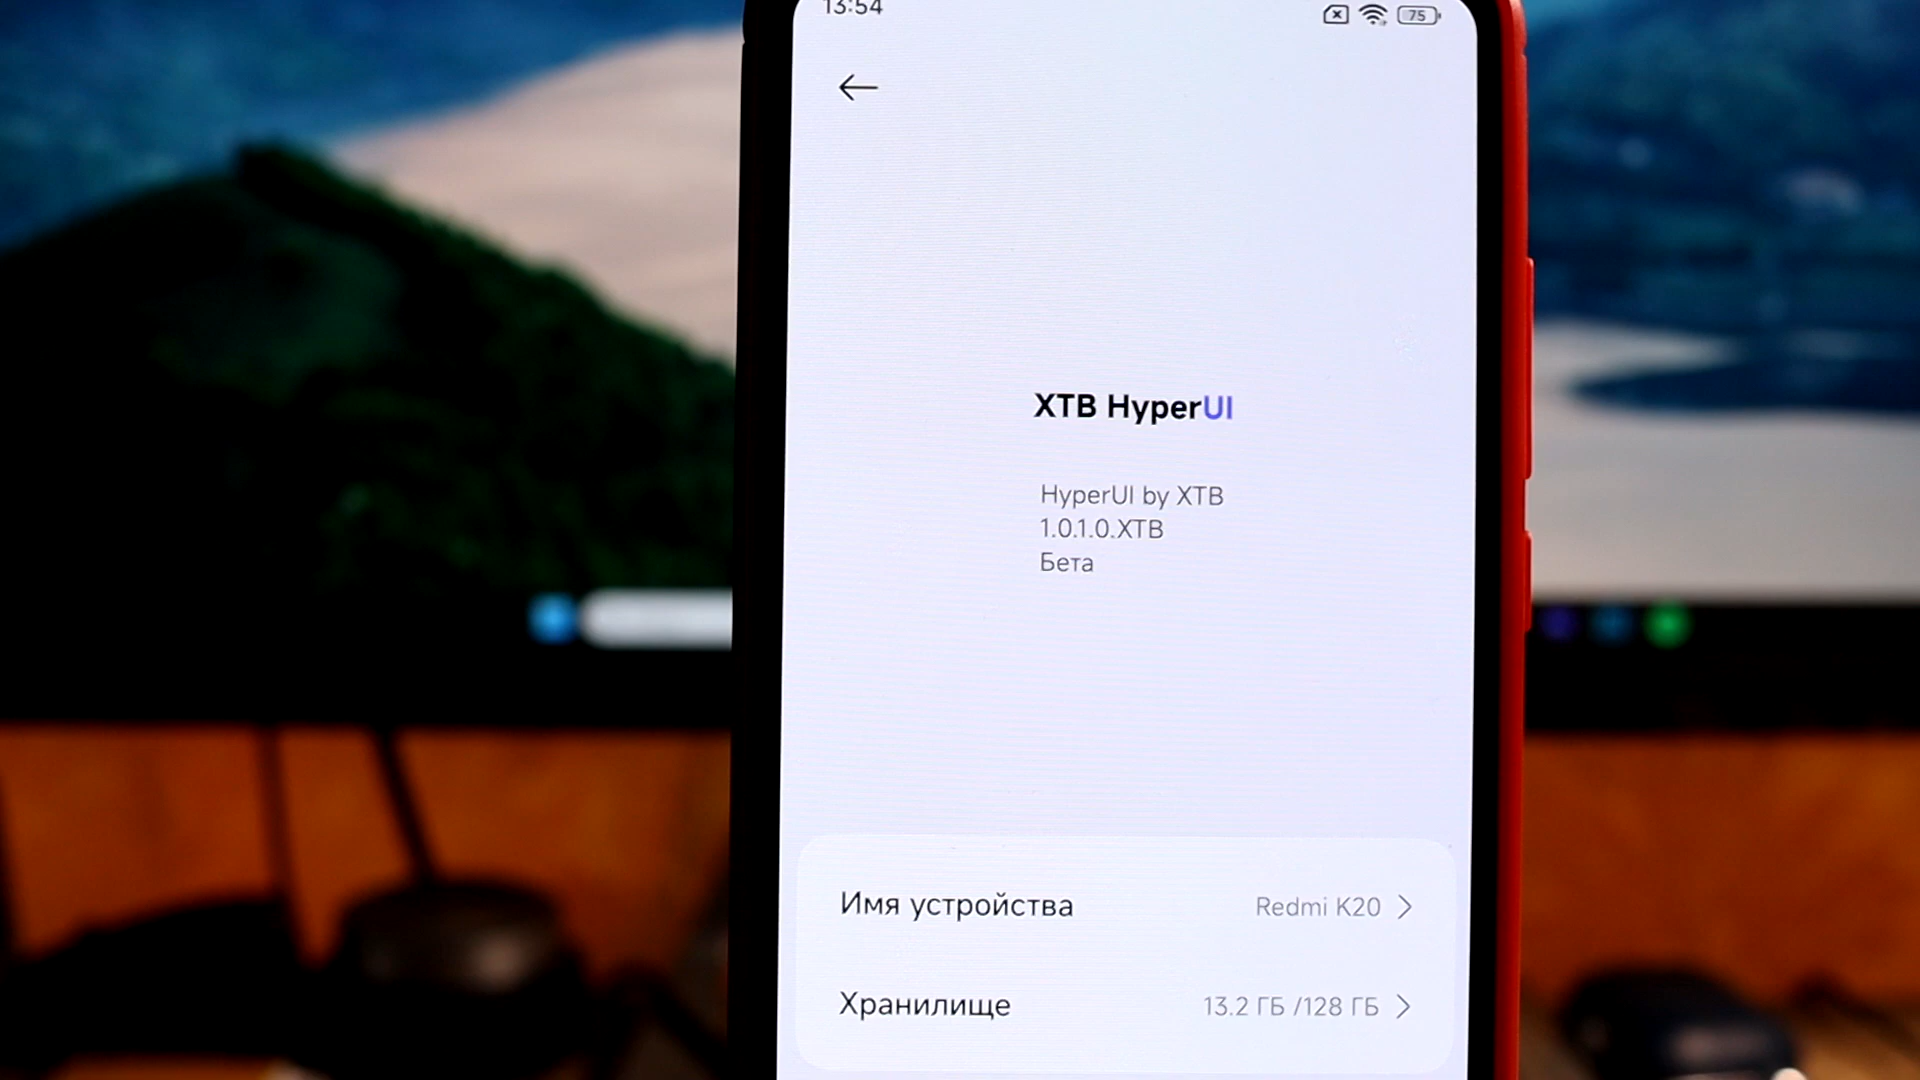 13:54
75
XTB HyperUI
HyperUI by XTB
1.0.1.0.XTB
Бета
Имя устройства Redmi K20
Хранилище 13.2 ГБ /128 ГБ